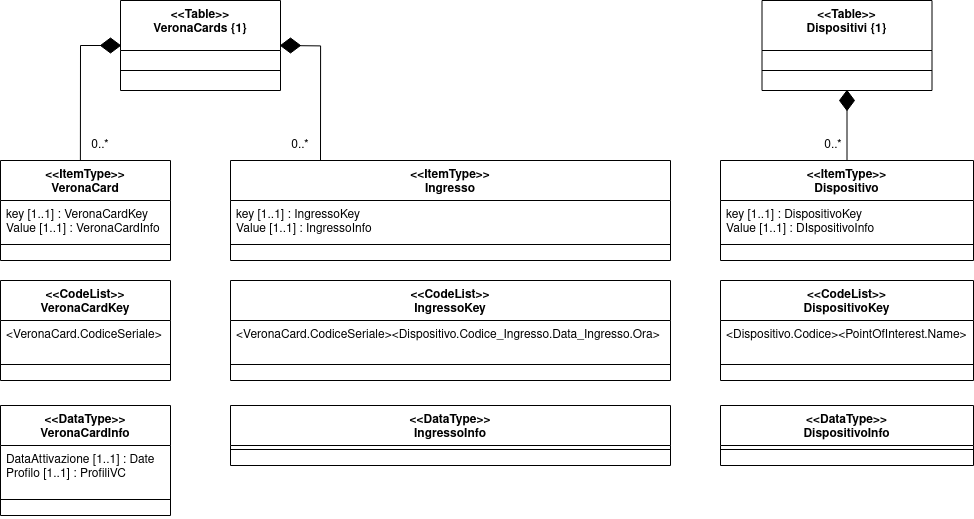 <<Table>>
VeronaCards {1}
<<Table>>
Dispositivi {1}
0..*
0..*
0..*
<<ItemType>>
VeronaCard
key [1..1] : VeronaCardKey
Value [1..1] : VeronaCardInfo
<<ItemType>>
Ingresso
key [1..1] : IngressoKey
Value [1..1] : IngressoInfo
<<ItemType>>
Dispositivo
key [1..1] : DispositivoKey
Value [1..1] : DIspositivoInfo
<<CodeList>>
VeronaCardKey
<VeronaCard.CodiceSeriale>
<<CodeList>>
IngressoKey
<VeronaCard.CodiceSeriale><Dispositivo.Codice_Ingresso.Data_Ingresso.Ora>
<<CodeList>>
DispositivoKey
<Dispositivo.Codice><PointOfInterest.Name>
<<DataType>>
VeronaCardInfo
DataAttivazione [1..1] : Date
Profilo [1..1] : ProfiliVC
<<DataType>>
IngressoInfo
<<DataType>>
DispositivoInfo